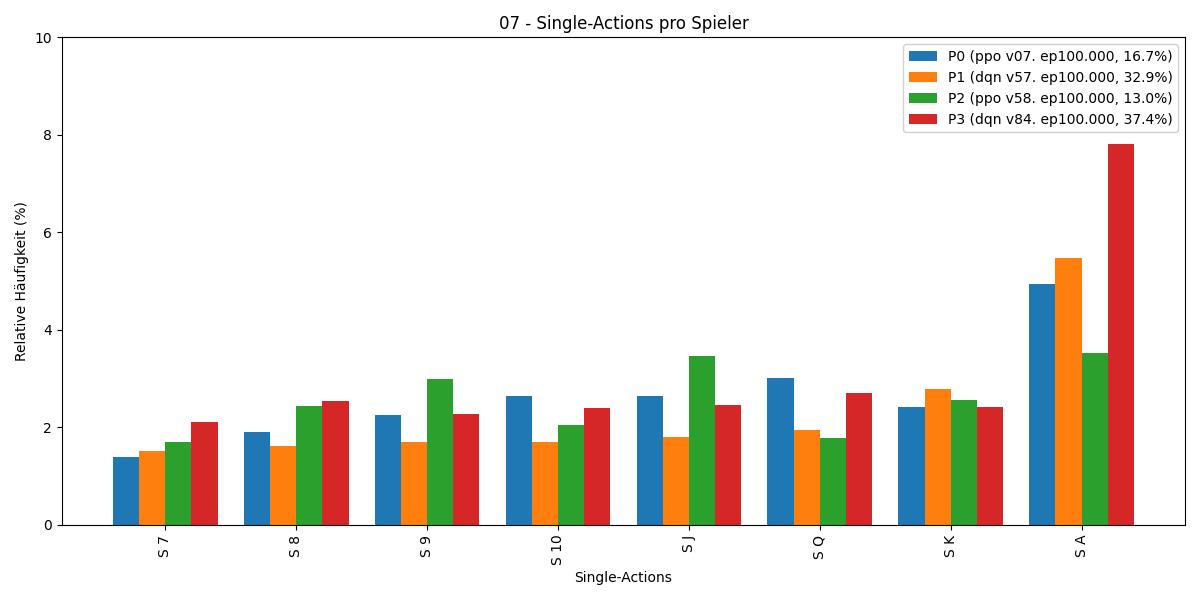 07 - Single-Actions pro Spieler
P0 (ppo v07. ep100.000, 16.7%)
P1 (dqn v57. ep100.000, 32.9%)
P2 (ppo v58. ep100.000, 13.0%)
P3 (dqn v84. ep100.000, 37.4%)
Relative Häufigkeit (%)
10
8
6
4
2
0
S 7
S 8
S 9
S 10
S J
S Q
S K
S A
Single-Actions